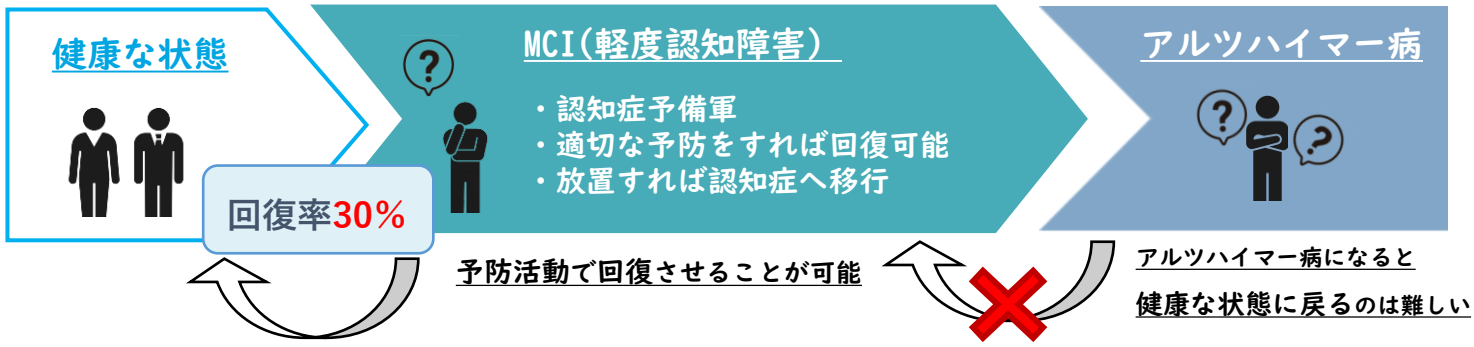 健康な状態
MCI(軽度認知障害)
?
・認知症予備軍
・適切な予防をすれば回復可能
・放置すれば認知症へ移行
アルツハイマー病
?
?
回復率30%
予防活動で回復させることが可能
アルツハイマー病になると
健康な状態に戻るのは難しい